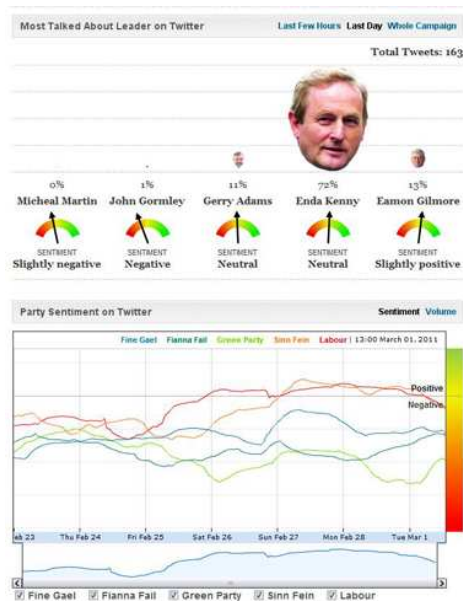 Most Talked About Leader on Twitter Last Few Hours Last Day Whole Campaign
Total Tweets: 163
0% 1% 11% 72% 13%
Micheal Martin John Gormley Gerry Adams Enda Kenny Eamon Gilmore
SENTIMENT SENTIMENT SENTIMENT SENTIMENT SENTIMENT
Slightly negative Negative Neutral Neutral Slightly positive
Party Sentiment on Twitter Sentiment Volume
Fine Gael Fianna Fail Green Party Sinn Fein Labour | 13:00 March 01, 2011
Positive
Negative
eb 23 Thu Feb 24 Fri Feb 25 Sat Feb 26 Sun Feb 27 Mon Feb 28 Tue Mar 1
Fine Gael Fianna Fail Green Party Sinn Fein Labour